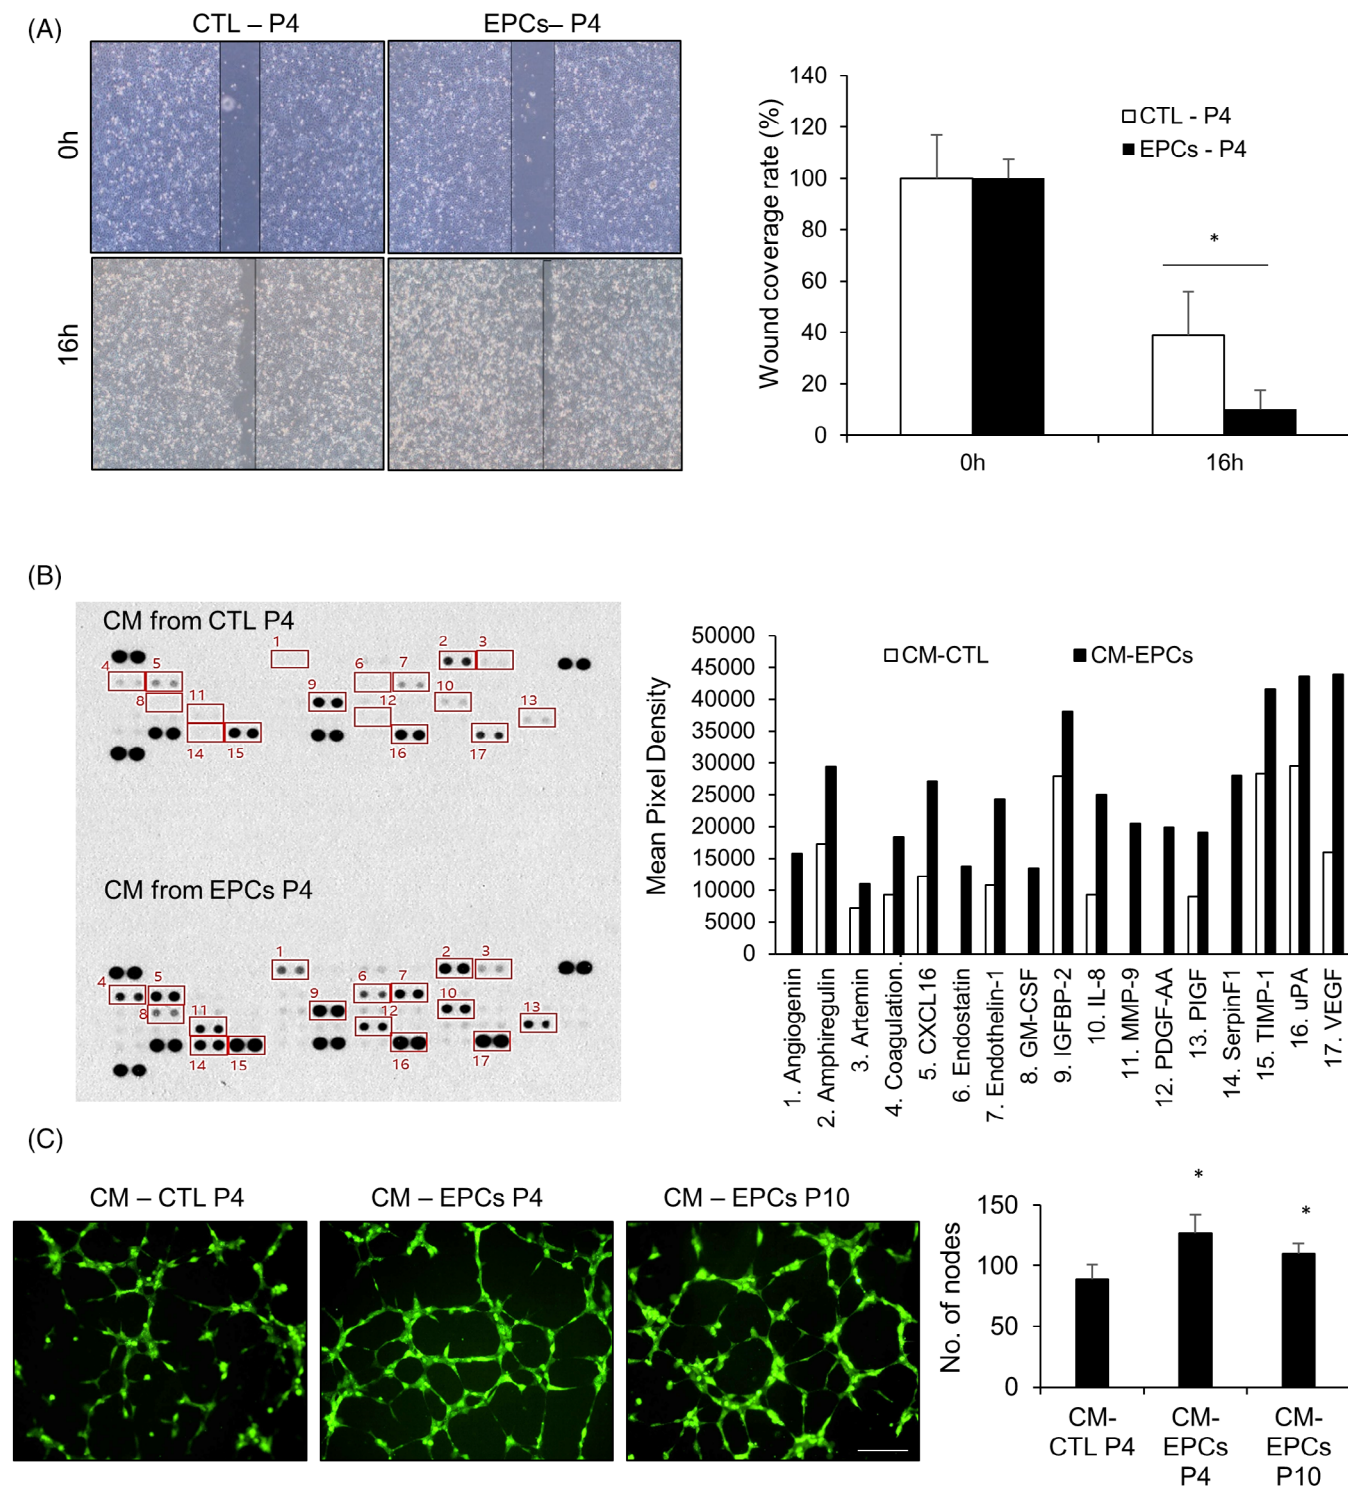 (A)
CTL – P4
EPCs– P4
0h
16h
Wound coverage rate (%)
140
120
100
80
60
40
20
0
CTL - P4
EPCs - P4
*
0h
16h
(B)
CM from CTL P4
1
2
3
4
5
6
7
8
9
10
11
12
13
14
15
16
17
CM from EPCs P4
1
2
3
4
5
6
7
8
9
10
11
12
13
14
15
16
17
Mean Pixel Density
50000
45000
40000
35000
30000
25000
20000
15000
10000
5000
0
CM-CTL
CM-EPCs
1. Angiogenin
2. Amphiregulin
3. Artemin
4. Coagulation..
5. CXCL16
6. Endostatin
7. Endothelin-1
8. GM-CSF
9. IGFBP-2
10. IL-8
11. MMP-9
12. PDGF-AA
13. PIGF
14. SerpinF1
15. TIMP-1
16. uPA
17. VEGF
(C)
CM – CTL P4
CM – EPCs P4
CM – EPCs P10
No. of nodes
150
100
50
0
*
*
CM-
CTL P4
CM-
EPCs
P4
CM-
EPCs
P10